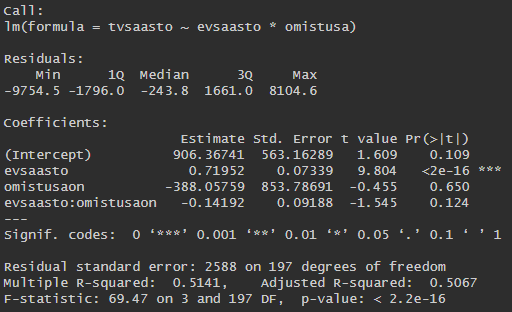 Call:
lm(formula = tvsaasto ~ evsaasto * omistusa)
Residuals:
Min 1Q Median 3Q Max
-9754.5 -1796.0 -243.8 1661.0 8104.6
Coefficients:
Estimate Std. Error t value Pr(>|t|)
(Intercept) 906.36741 563.16289 1.609 0.109
evsaasto 0.71952 0.07339 9.804 <2e-16 ***
omistusaon -388.05759 853.78691 -0.455 0.650
evsaasto:omistusaon -0.14192 0.09188 -1.545 0.124
---
Signif. codes: 0 ‘***’ 0.001 ‘**’ 0.01 ‘*’ 0.05 ‘.’ 0.1 ‘ ’ 1
Residual standard error: 2588 on 197 degrees of freedom
Multiple R-squared: 0.5141, Adjusted R-squared: 0.5067
F-statistic: 69.47 on 3 and 197 DF, p-value: < 2.2e-16